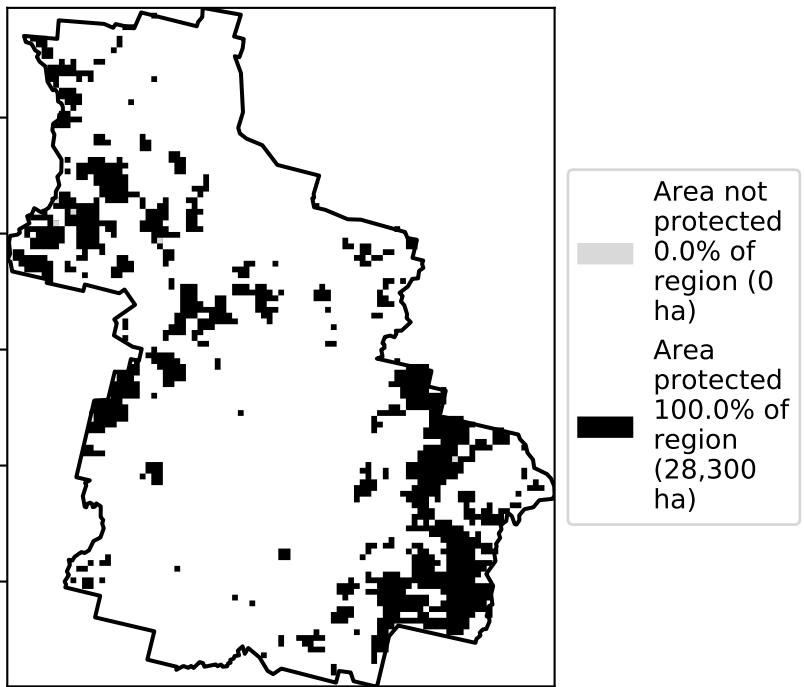 Area not
protected
0.0% of
region (0
ha)
Area
protected
100.0% of
region
(28,300
ha)